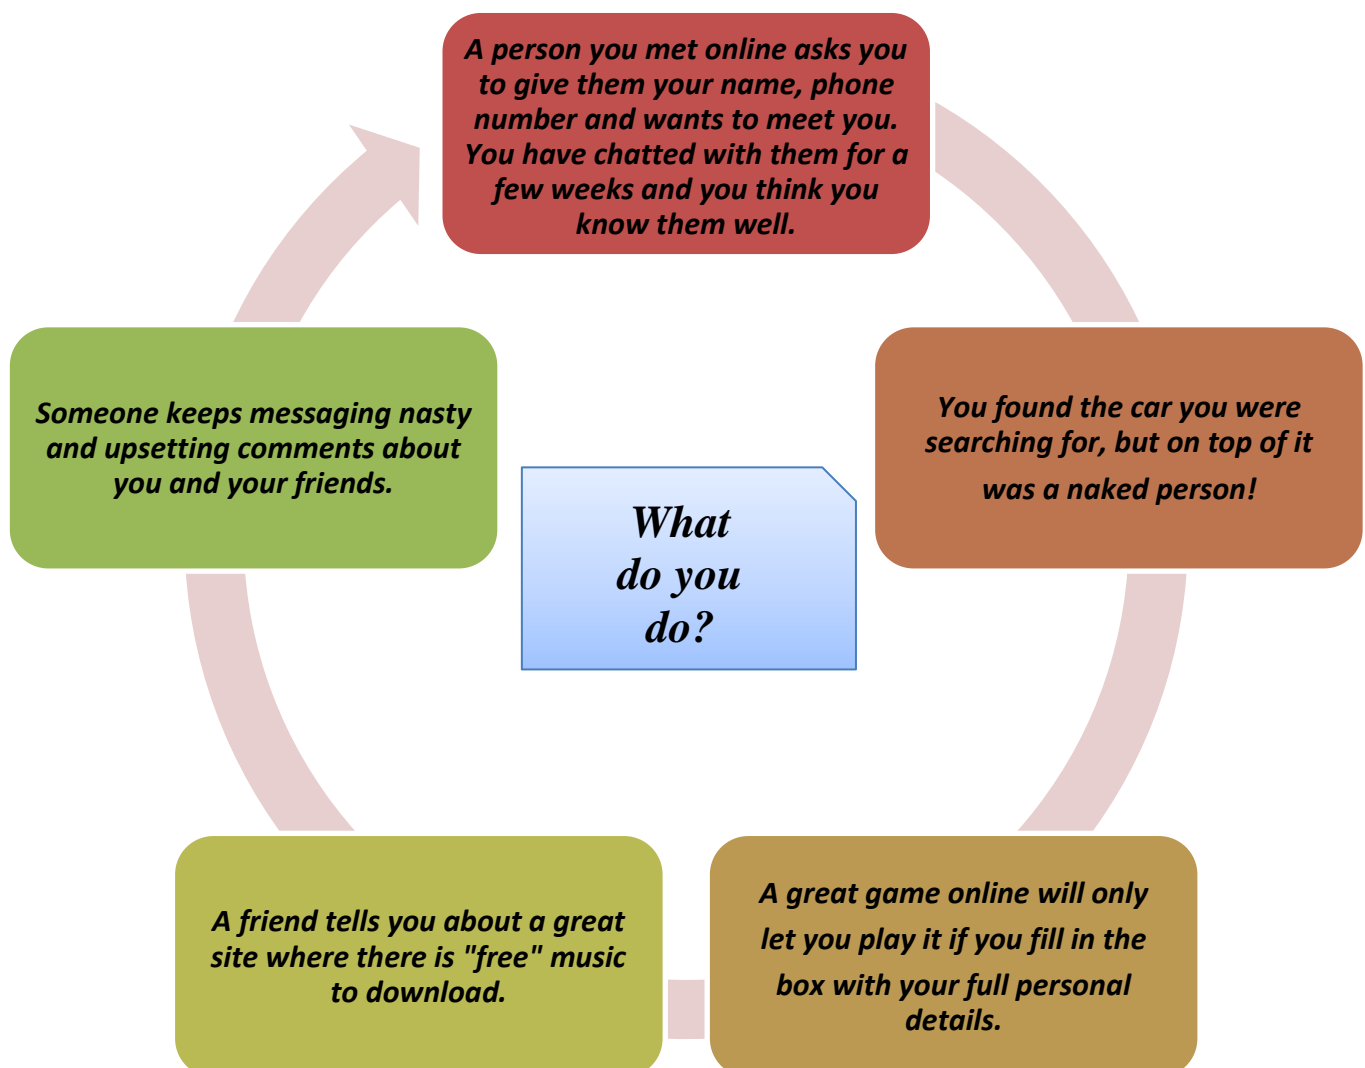 A person you met online asks you
to give them your name, phone
number and wants to meet you.
You have chatted with them for a
few weeks and you think you
know them well.
You found the car you were
searching for, but on top of it
was a naked person!
A great game online will only
let you play it if you fill in the
box with your full personal
details.
A friend tells you about a great
site where there is "free" music
to download.
Someone keeps messaging nasty
and upsetting comments about
you and your friends.
What
do you
do?